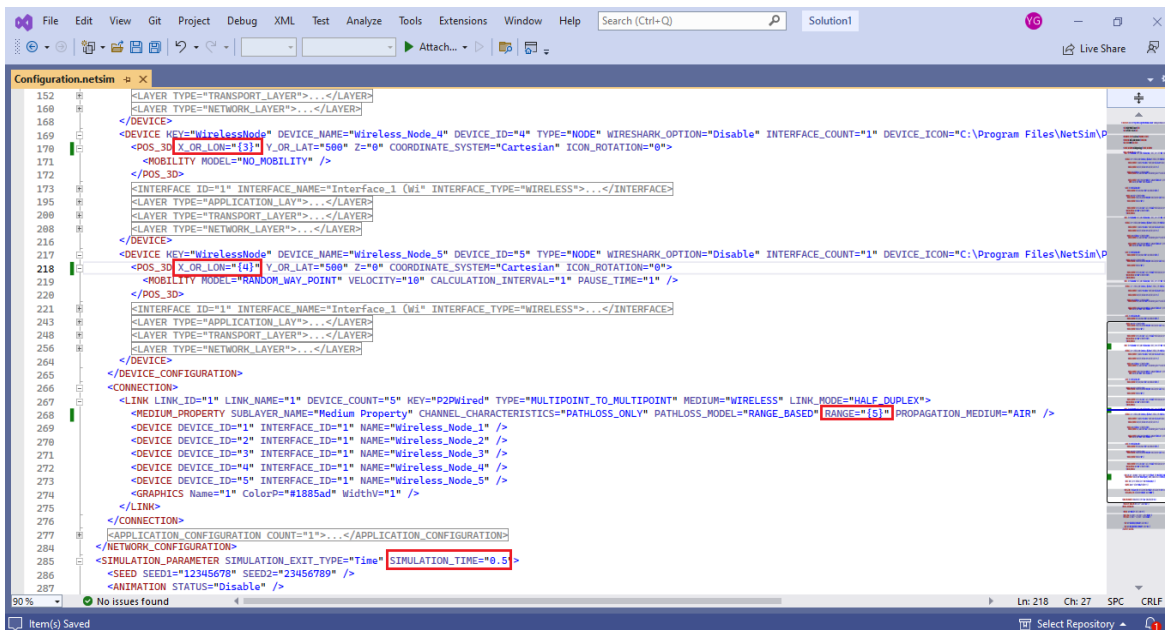 File Edit View Git Project Debug XML Test Analyze Tools Extensions Window Help Search (Ctrl+Q) Solution1 YG
Attach... Live Share
Configuration.netsim
152 <LAYER TYPE="TRANSPORT_LAYER">...</LAYER>
160 <LAYER TYPE="NETWORK_LAYER">...</LAYER>
168 </DEVICE>
169 <DEVICE KEY="WirelessNode" DEVICE_NAME="Wireless_Node_4" DEVICE_ID="4" TYPE="NODE" WIRESHARK_OPTION="Disable" INTERFACE_COUNT="1" DEVICE_ICON="C:\Program Files\NetSim\P
170 <POS_3D X_OR_LON="{3}" Y_OR_LAT="500" Z="0" COORDINATE_SYSTEM="Cartesian" ICON_ROTATION="0">
171 <MOBILITY MODEL="NO_MOBILITY" />
172 </POS_3D>
173 <INTERFACE ID="1" INTERFACE_NAME="Interface_1 (Wi" INTERFACE_TYPE="WIRELESS">...</INTERFACE>
195 <LAYER TYPE="APPLICATION_LAY">...</LAYER>
200 <LAYER TYPE="TRANSPORT_LAYER">...</LAYER>
208 <LAYER TYPE="NETWORK_LAYER">...</LAYER>
216 </DEVICE>
217 <DEVICE KEY="WirelessNode" DEVICE_NAME="Wireless_Node_5" DEVICE_ID="5" TYPE="NODE" WIRESHARK_OPTION="Disable" INTERFACE_COUNT="1" DEVICE_ICON="C:\Program Files\NetSim\P
218 <POS_3D X_OR_LON="{4}" Y_OR_LAT="500" Z="0" COORDINATE_SYSTEM="Cartesian" ICON_ROTATION="0">
219 <MOBILITY MODEL="RANDOM_WAY_POINT" VELOCITY="10" CALCULATION_INTERVAL="1" PAUSE_TIME="1" />
220 </POS_3D>
221 <INTERFACE ID="1" INTERFACE_NAME="Interface_1 (Wi" INTERFACE_TYPE="WIRELESS">...</INTERFACE>
243 <LAYER TYPE="APPLICATION_LAY">...</LAYER>
248 <LAYER TYPE="TRANSPORT_LAYER">...</LAYER>
256 <LAYER TYPE="NETWORK_LAYER">...</LAYER>
264 </DEVICE>
265 </DEVICE_CONFIGURATION>
266 <CONNECTION>
267 <LINK LINK_ID="1" LINK_NAME="1" DEVICE_COUNT="5" KEY="P2PWired" TYPE="MULTIPOINT_TO_MULTIPOINT" MEDIUM="WIRELESS" LINK_MODE="HALF_DUPLEX">
268 <MEDIUM_PROPERTY SUBLAYER_NAME="Medium Property" CHANNEL_CHARACTERISTICS="PATHLOSS_ONLY" PATHLOSS_MODEL="RANGE_BASED" RANGE="{5}" PROPAGATION_MEDIUM="AIR" />
269 <DEVICE DEVICE_ID="1" INTERFACE_ID="1" NAME="Wireless_Node_1" />
270 <DEVICE DEVICE_ID="2" INTERFACE_ID="1" NAME="Wireless_Node_2" />
271 <DEVICE DEVICE_ID="3" INTERFACE_ID="1" NAME="Wireless_Node_3" />
272 <DEVICE DEVICE_ID="4" INTERFACE_ID="1" NAME="Wireless_Node_4" />
273 <DEVICE DEVICE_ID="5" INTERFACE_ID="1" NAME="Wireless_Node_5" />
274 <GRAPHICS Name="1" ColorP="#1885ad" WidthV="1" />
275 </LINK>
276 </CONNECTION>
277 <APPLICATION_CONFIGURATION COUNT="1">...</APPLICATION_CONFIGURATION>
284 </NETWORK_CONFIGURATION>
285 <SIMULATION_PARAMETER SIMULATION_EXIT_TYPE="Time" SIMULATION_TIME="0.5">
286 <SEED SEED1="12345678" SEED2="23456789" />
287 <ANIMATION STATUS="Disable" />
90 % No issues found Ln: 218 Ch: 27 SPC CRLF
Item(s) Saved Select Repository